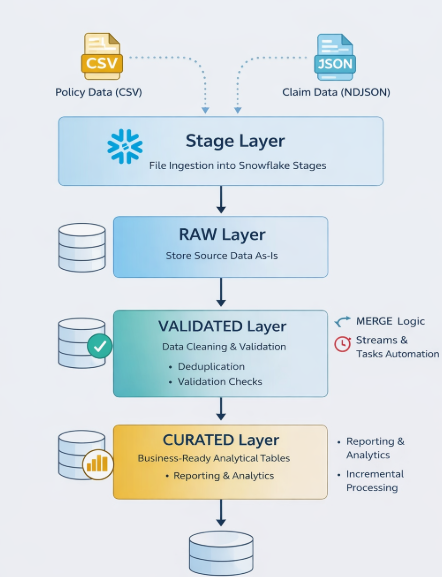 CSV
JSON
Policy Data (CSV)
Claim Data (NDJSON)
Stage Layer
File Ingestion into Snowflake Stages
RAW Layer
Store Source Data As-Is
VALIDATED Layer
Data Cleaning & Validation
• Deduplication
• Validation Checks
MERGE Logic
Streams &
Tasks Automation
CURATED Layer
Business-Ready Analytical Tables
• Reporting & Analytics
• Reporting &
Analytics
• Incremental
Processing